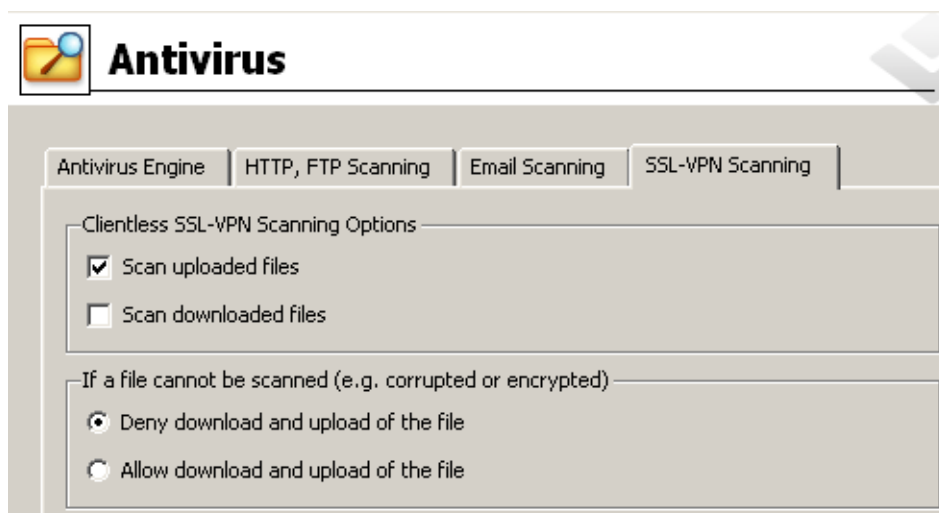 Antivirus
Antivirus Engine HTTP, FTP Scanning Email Scanning SSL-VPN Scanning
Clientless SSL-VPN Scanning Options
Scan uploaded files
Scan downloaded files
If a file cannot be scanned (e.g. corrupted or encrypted)
Deny download and upload of the file
Allow download and upload of the file